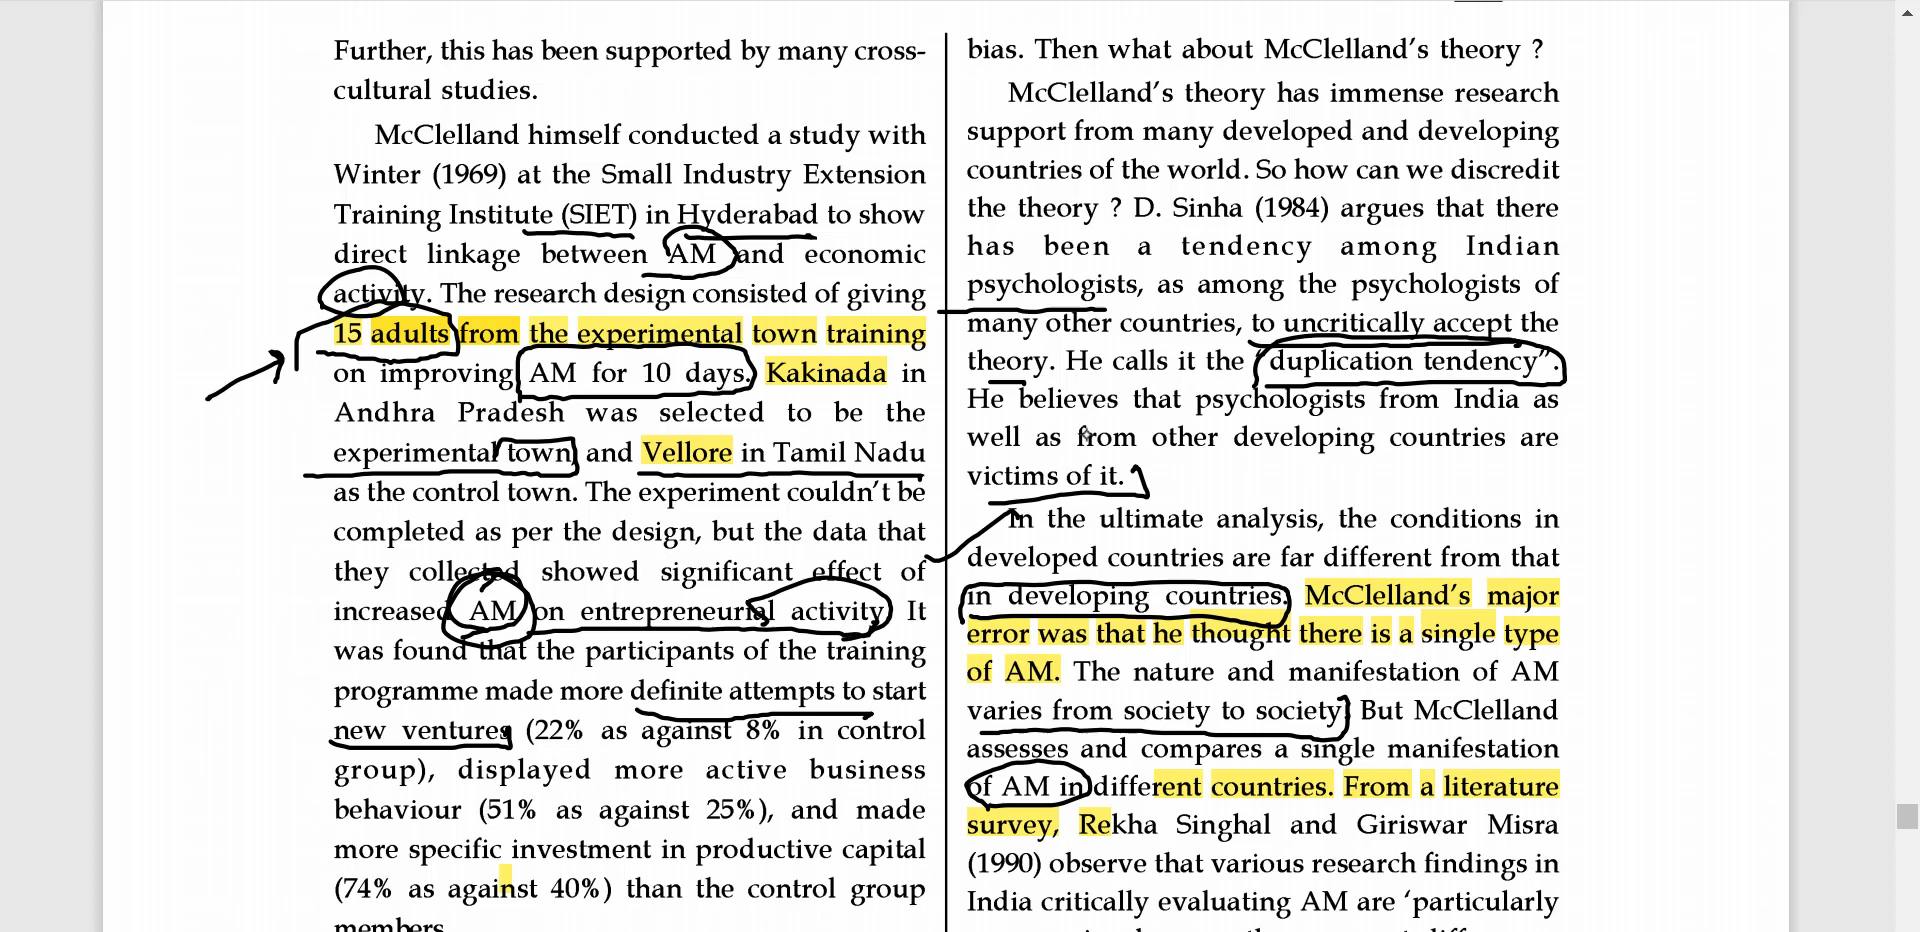 Further, this has been supported by many cross-
cultural studies.
McClelland himself conducted a study with
Winter (1969) at the Small Industry Extension
Training Institute (SIET) in Hyderabad to show
direct linkage between AM and economic
activity. The research design consisted of giving
15 adults from the experimental town training
on improving AM for 10 days. Kakinada in
Andhra Pradesh was selected to be the
experimental town, and Vellore in Tamil Nadu
as the control town. The experiment couldn't be
completed as per the design, but the data that
they collected showed significant effect of
increased AM on entrepreneurial activity. It
was found that the participants of the training
programme made more definite attempts to start
new ventures (22% as against 8% in control
group), displayed more active business
behaviour (51% as against 25%), and made
more specific investment in productive capital
(74% as against 40%) than the control group
members.
bias. Then what about McClelland's theory ?
McClelland's theory has immense research
support from many developed and developing
countries of the world. So how can we discredit
the theory ? D. Sinha (1984) argues that there
has been a tendency among Indian
psychologists, as among the psychologists of
many other countries, to uncritically accept the
theory. He calls it the “duplication tendency”.
He believes that psychologists from India as
well as from other developing countries are
victims of it.
In the ultimate analysis, the conditions in
developed countries are far different from that
in developing countries. McClelland's major
error was that he thought there is a single type
of AM. The nature and manifestation of AM
varies from society to society. But McClelland
assesses and compares a single manifestation
of AM in different countries. From a literature
survey, Rekha Singhal and Giriswar Misra
(1990) observe that various research findings in
India critically evaluating AM are ‘particularly